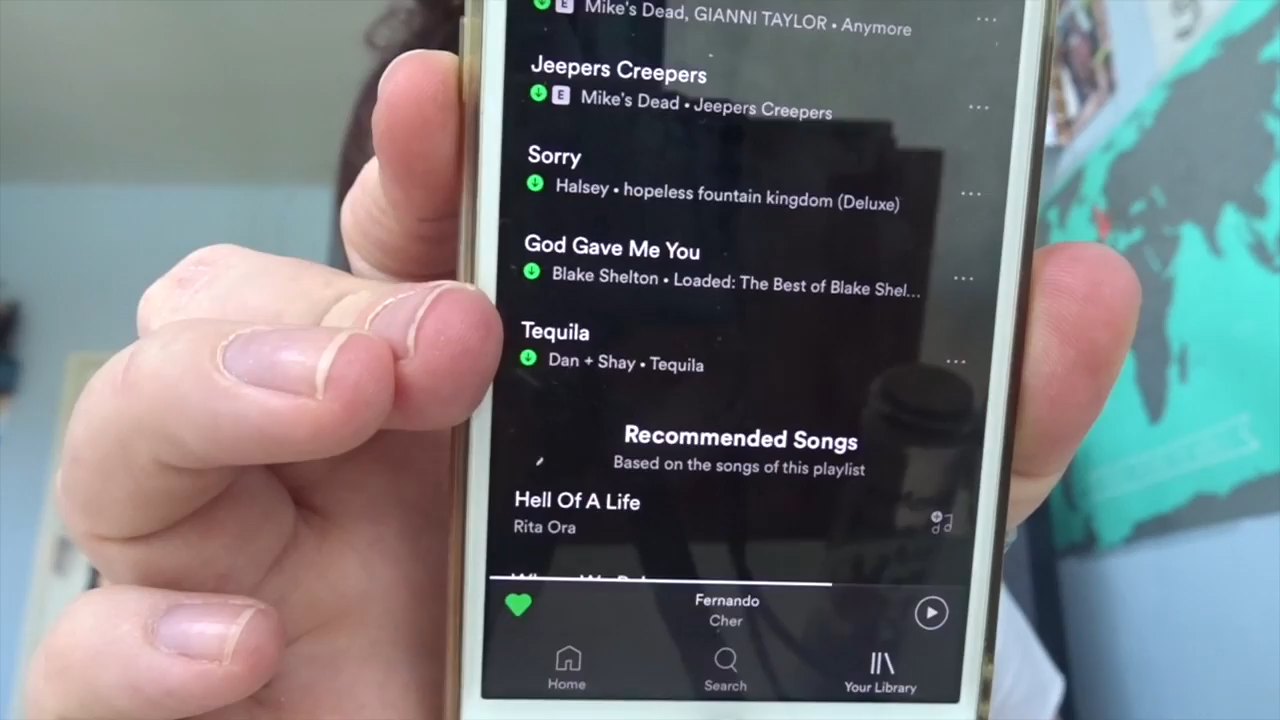 E Mike's Dead, GIANNI TAYLOR • Anymore
Jeepers Creepers
E Mike's Dead • Jeepers Creepers
Sorry
Halsey • hopeless fountain kingdom (Deluxe)
God Gave Me You
Blake Shelton • Loaded: The Best of Blake Shel...
Tequila
Dan + Shay • Tequila
Recommended Songs
Based on the songs of this playlist
Hell Of A Life
Rita Ora
Fernando
Cher
Home
Search
Your Library